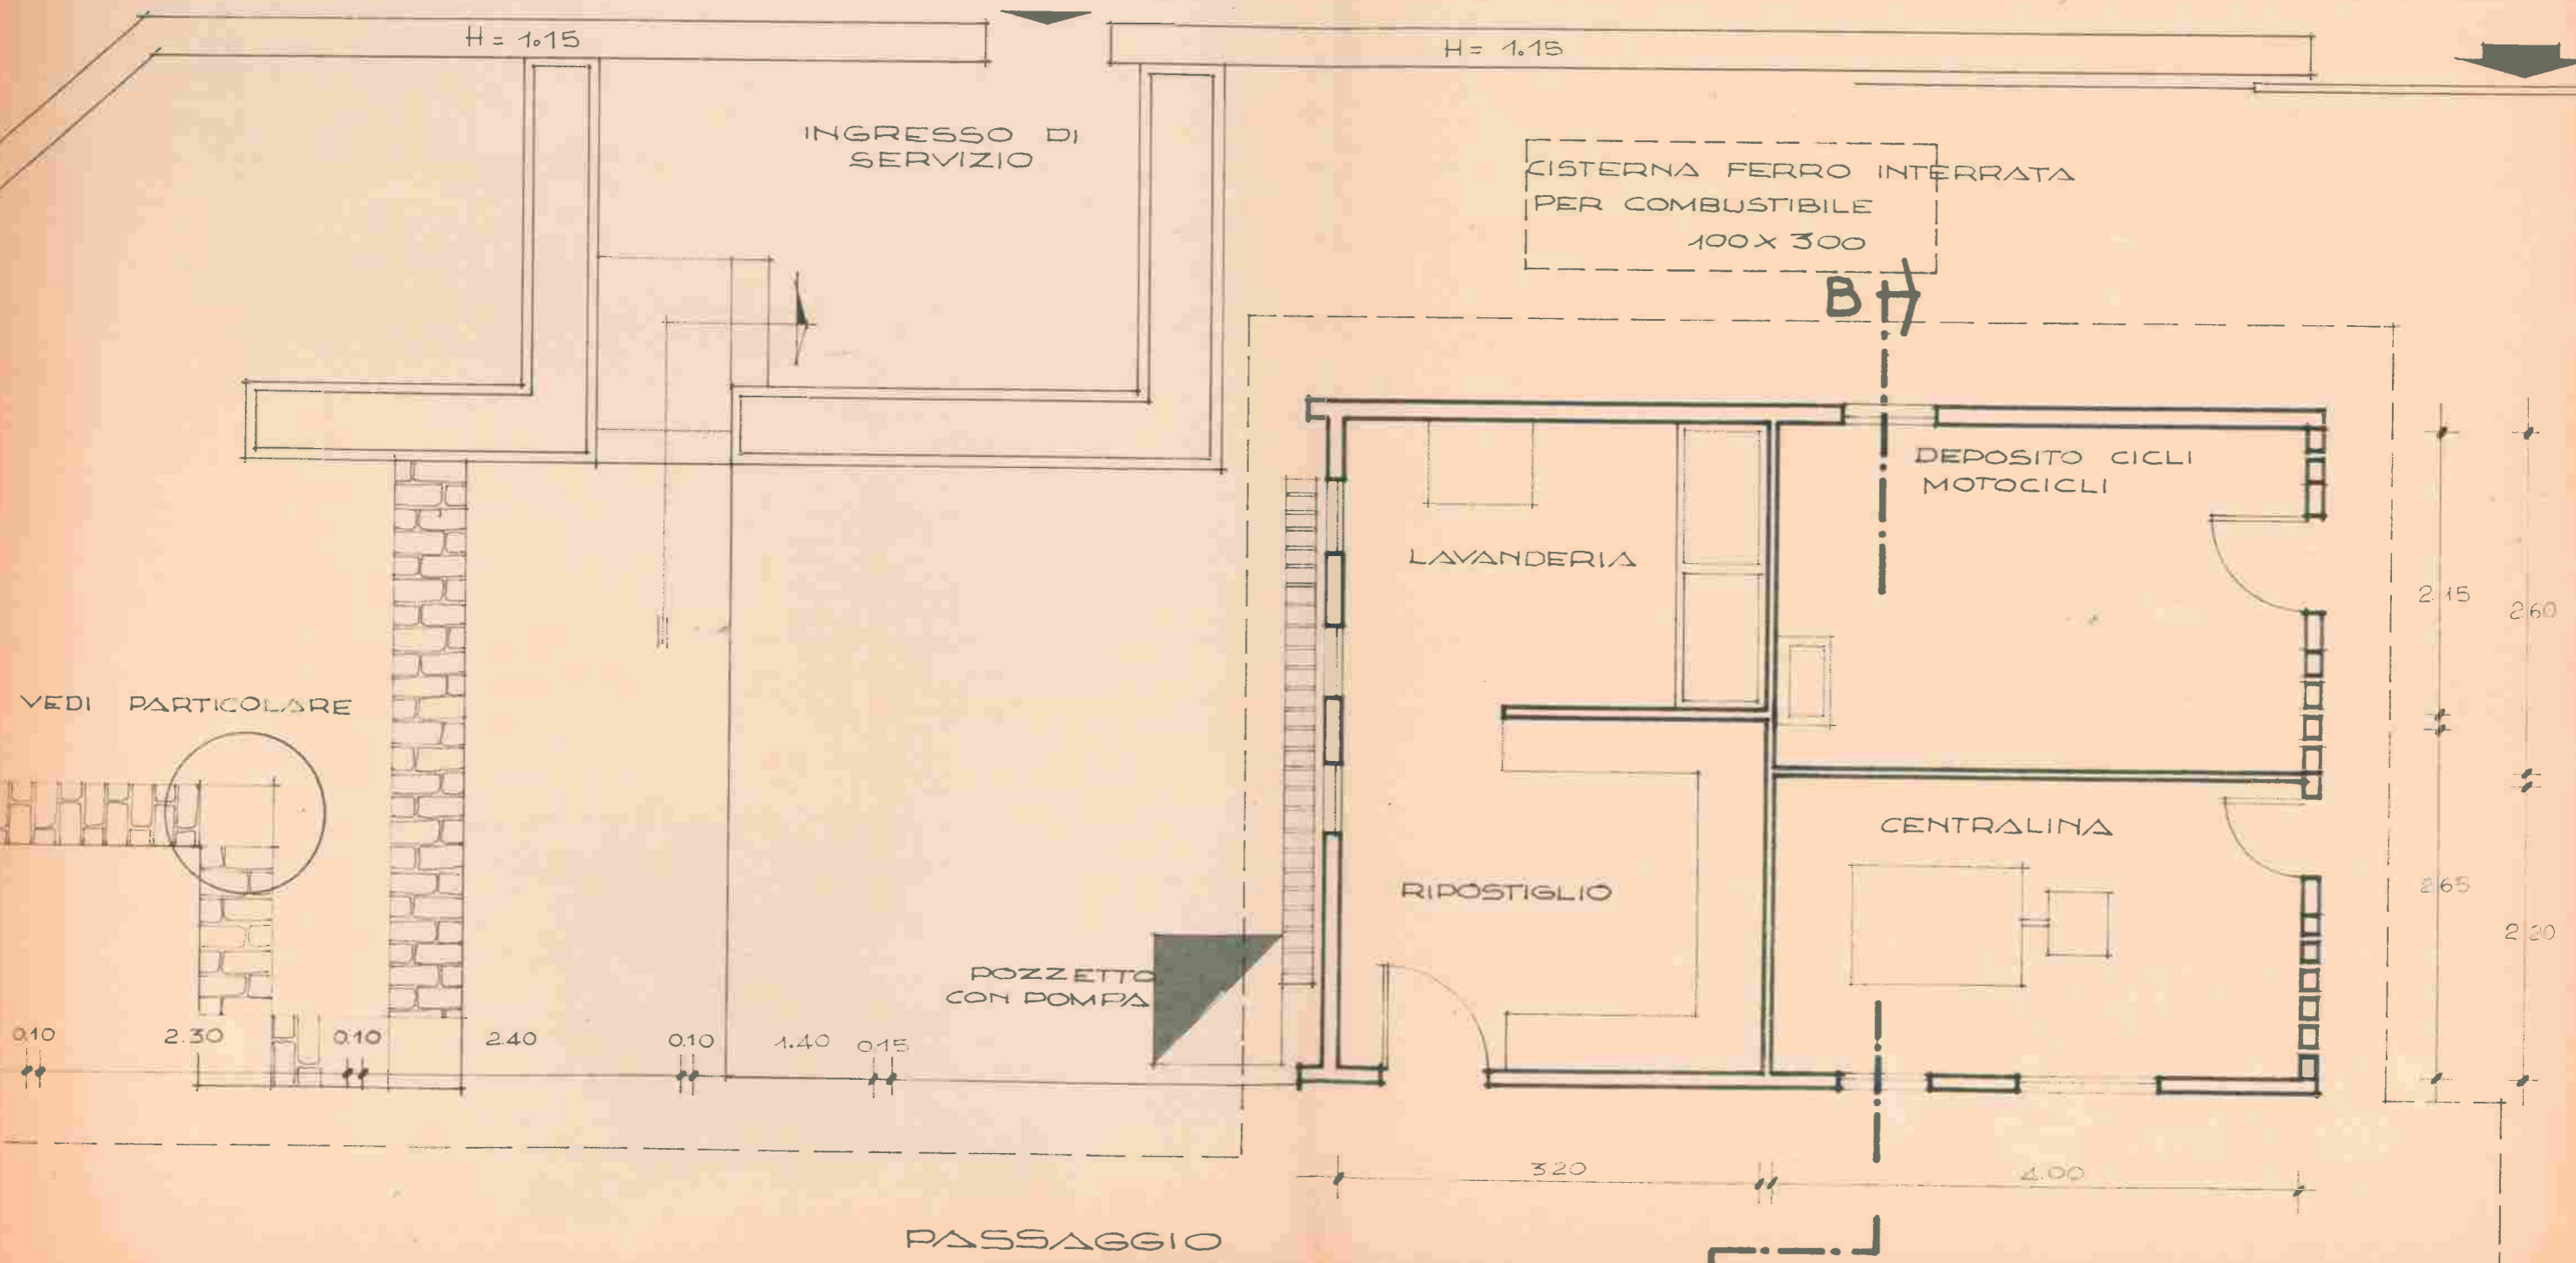 H = 1.15
H = 1.15
INGRESSO DI
SERVIZIO
CISTERNA FERRO INTERRATA
PER COMBUSTIBILE
100 X 300
B
DEPOSITO CICLI
MOTOCICLI
LAVANDERIA
2.15
2.60
VEDI PARTICOLARE
CENTRALINA
RIPOSTIGLIO
2.65
2.20
POZZETTO
CON POMPA
0.10
2.30
0.10
2.40
0.10
1.40
0.15
3.20
4.00
PASSAGGIO